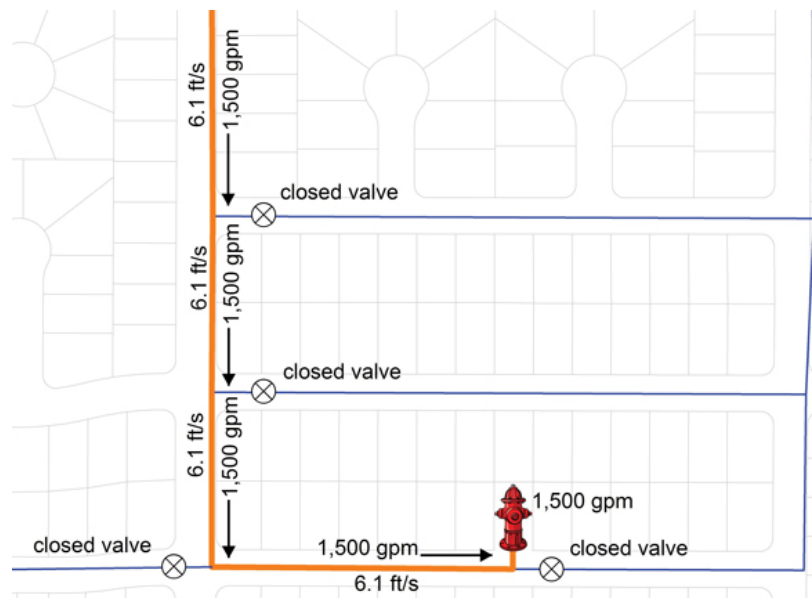 6.1 ft/s
1,500 gpm
closed valve
6.1 ft/s
1,500 gpm
closed valve
6.1 ft/s
1,500 gpm
1,500 gpm
closed valve
1,500 gpm
closed valve
6.1 ft/s